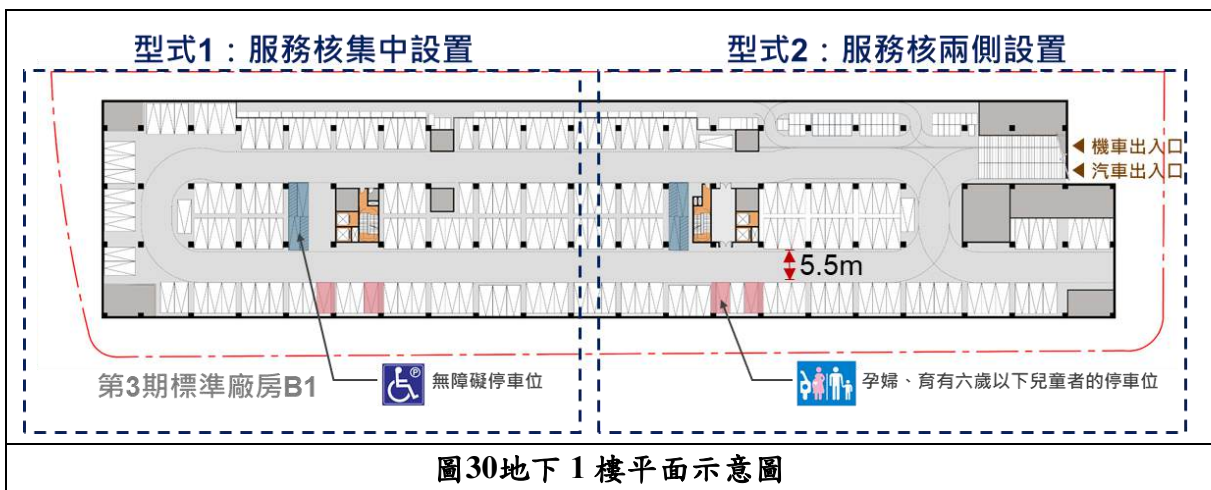 型式1：服務核集中設置
型式2：服務核兩側設置
◀ 機車出入口
◀ 汽車出入口
5.5m
第3期標準廠房B1
P
無障礙停車位
孕婦、育有六歲以下兒童者的停車位
圖30地下 1 樓平面示意圖